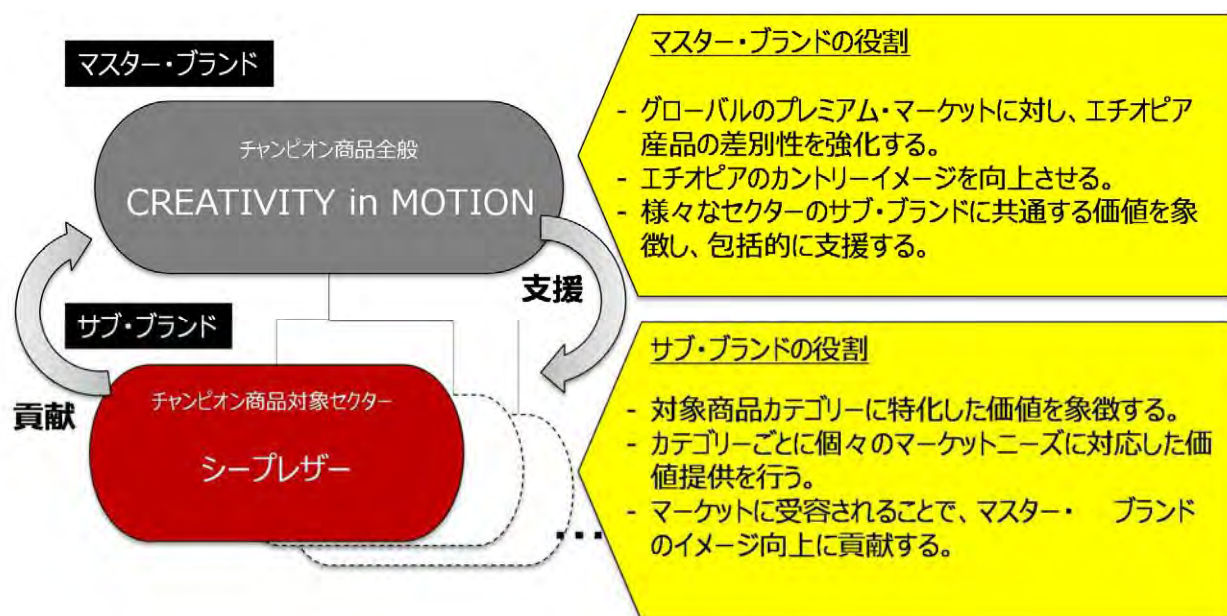 マスター・ブランド
チャンピオン商品全般
CREATIVITY in MOTION
支援
サブ・ブランド
チャンピオン商品対象セクター
シープレザー
貢献
...
マスター・ブランドの役割
- グローバルのプレミアム・マーケットに対し、エチオピア
産品の差別性を強化する。
- エチオピアのカントリーイメージを向上させる。
- 様々なセクターのサブ・ブランドに共通する価値を象
徴し、包括的に支援する。
サブ・ブランドの役割
- 対象商品カテゴリーに特化した価値を象徴する。
- カテゴリーごとに個々のマーケットニーズに対応した価
値提供を行う。
- マーケットに受容されることで、マスター・　ブランド
のイメージ向上に貢献する。